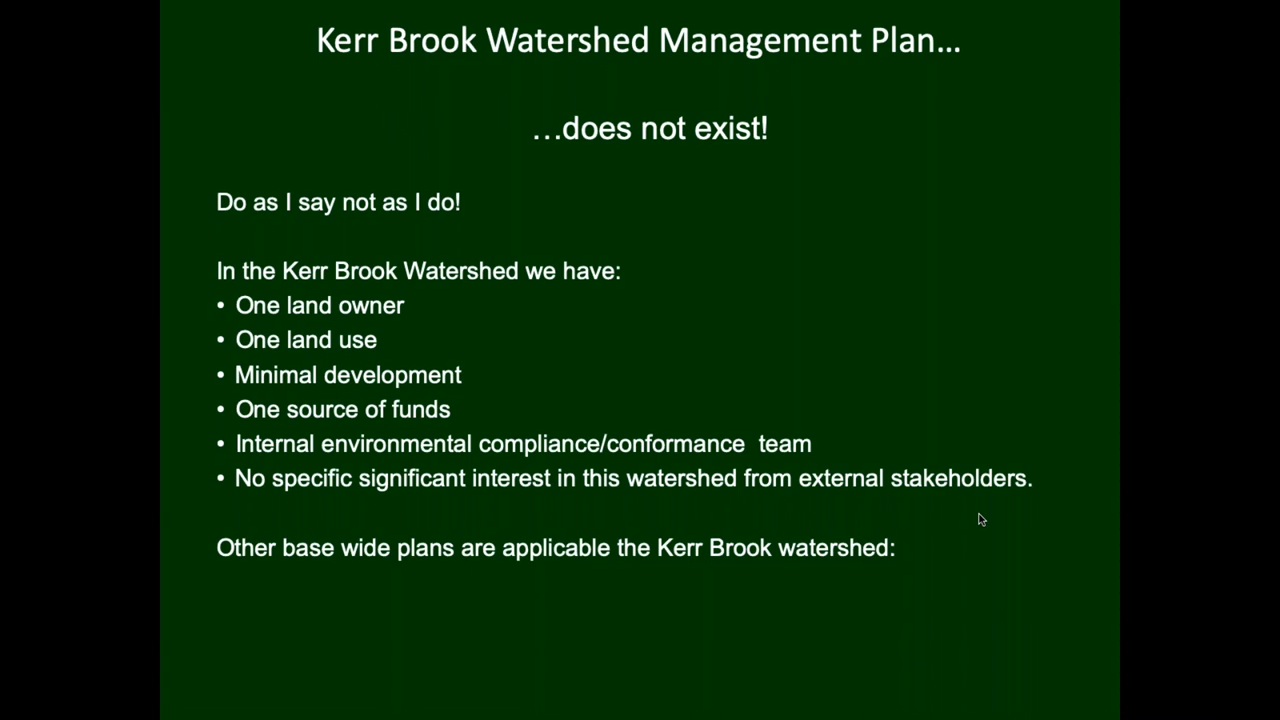 Kerr Brook Watershed Management Plan…
…does not exist!
Do as I say not as I do!
In the Kerr Brook Watershed we have:
• One land owner
• One land use
• Minimal development
• One source of funds
• Internal environmental compliance/conformance  team
• No specific significant interest in this watershed from external stakeholders.
Other base wide plans are applicable the Kerr Brook watershed: